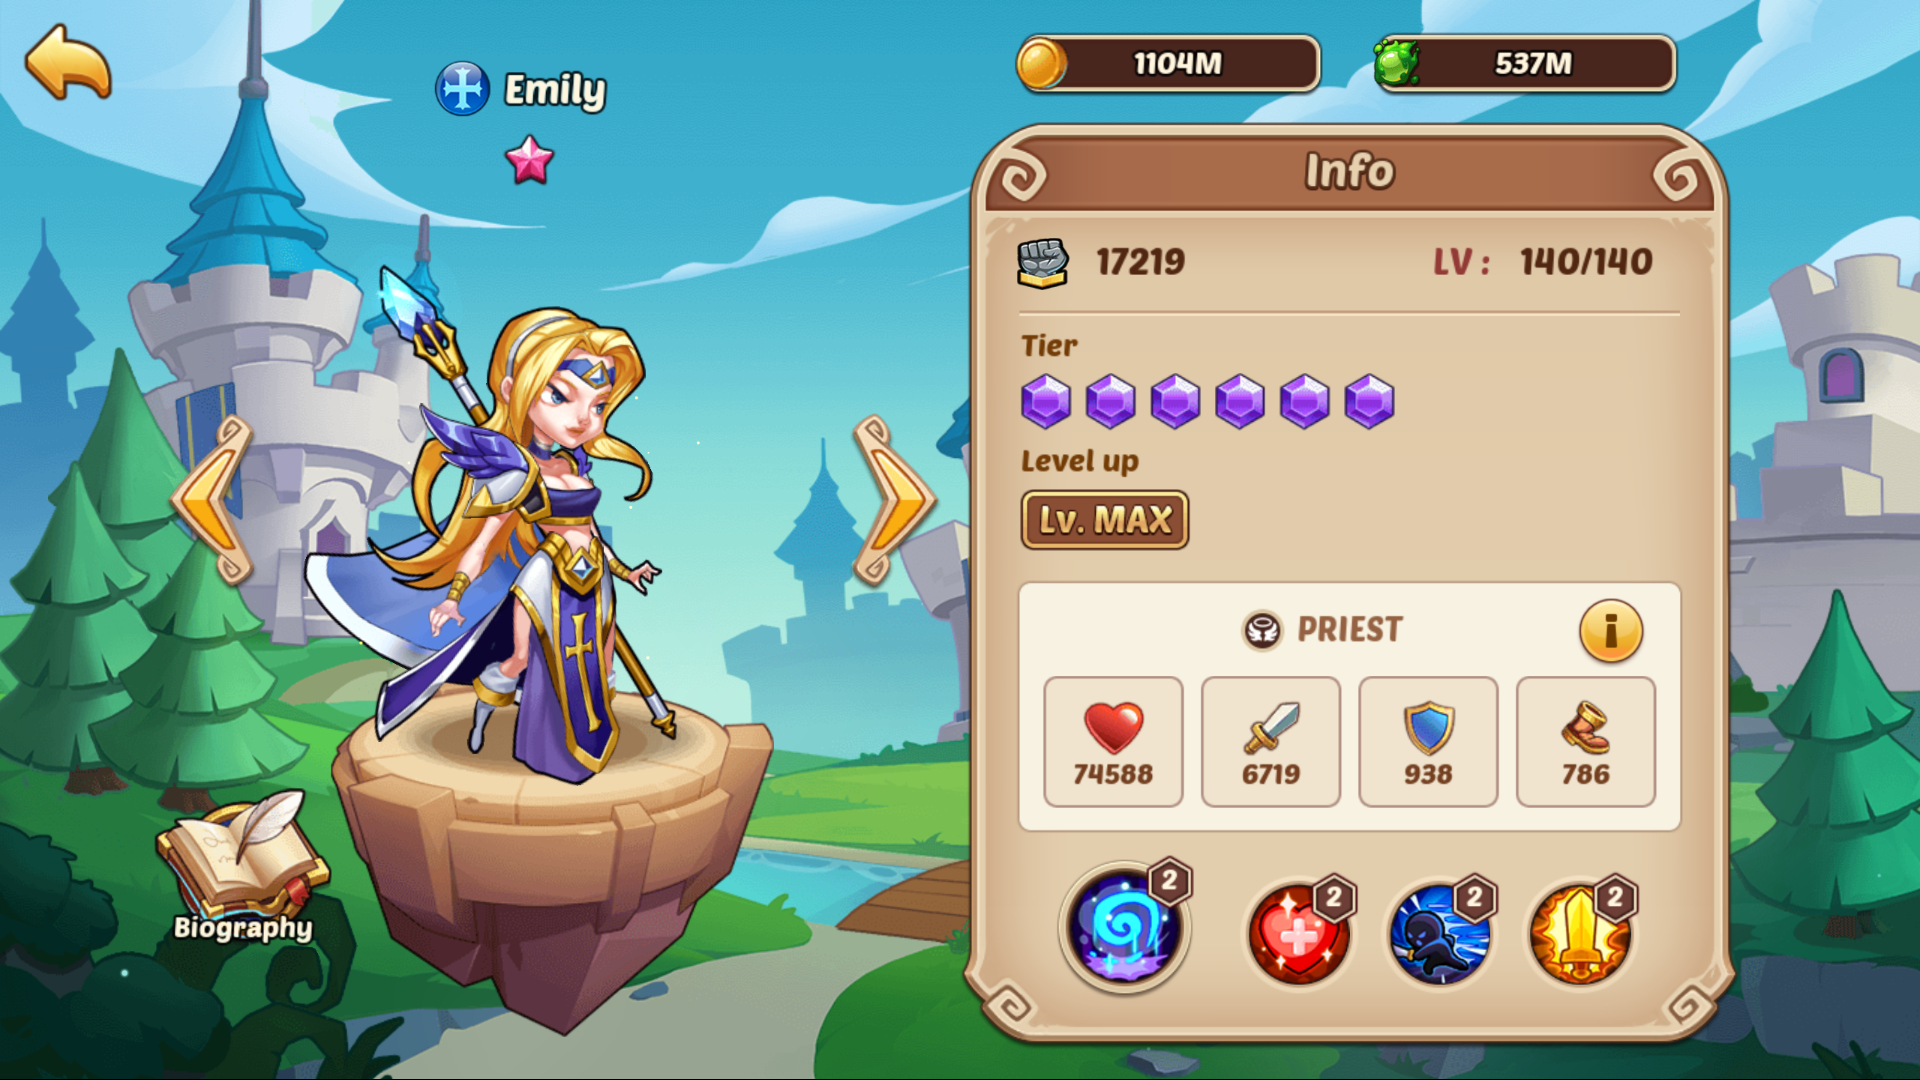 Emily
1104M
537M
Info
17219
LV : 140/140
Tier
Level up
Lv. MAX
PRIEST
i
74588
6719
938
786
2
2
2
2
Biography